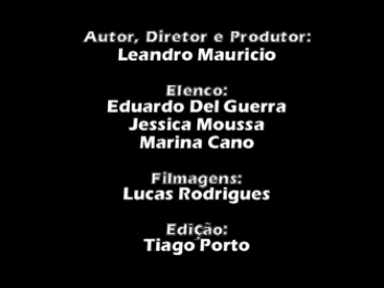 Autor, Diretor e Produtor:
Leandro Mauricio
Elenco:
Eduardo Del Guerra
Jessica Moussa
Marina Cano
Filmagens:
Lucas Rodrigues
Edição:
Tiago Porto